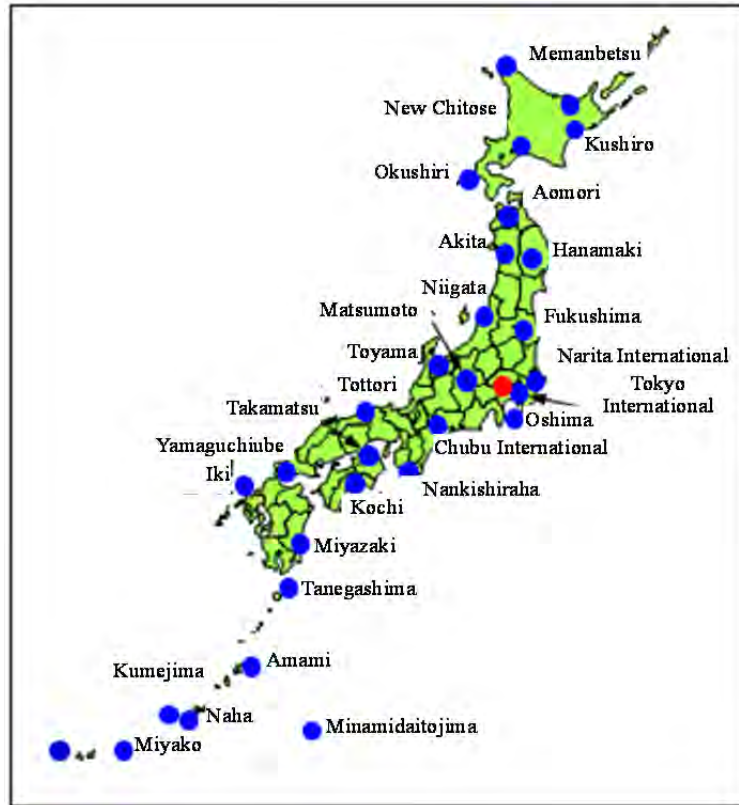 Memanbetsu
New Chitose
Kushiro
Okushiri
Aomori
Akita
Hanamaki
Niigata
Matsumoto
Fukushima
Toyama
Narita International
Tottori
Tokyo
International
Takamatsu
Oshima
Yamaguchiube
Chubu International
Iki
Nankishiraha
Kochi
Miyazaki
Tanegashima
Amami
Kumejima
Naha
Minamidaitojima
Miyako